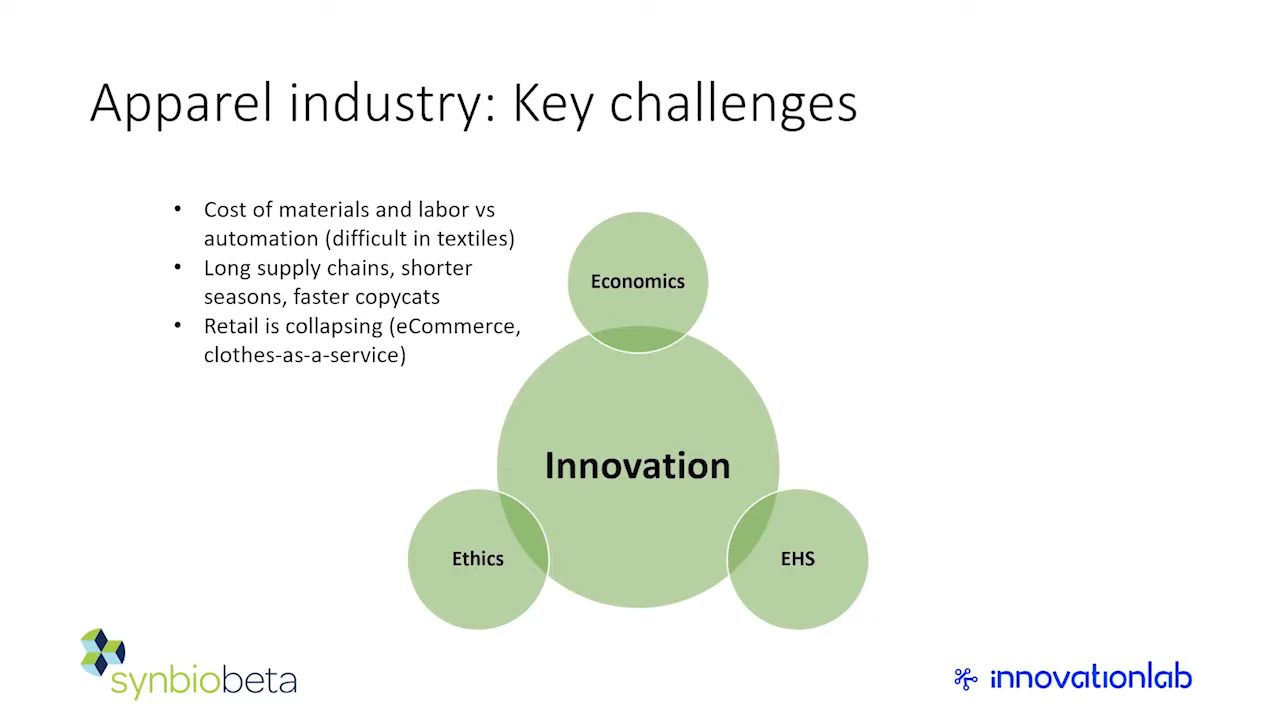 Apparel industry: Key challenges
• Cost of materials and labor vs
automation (difficult in textiles)
• Long supply chains, shorter
seasons, faster copycats
• Retail is collapsing (eCommerce,
clothes-as-a-service)
Economics
Innovation
Ethics
EHS
synbiobeta
innovationlab